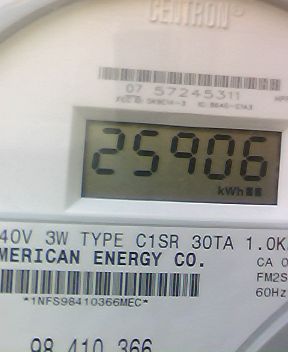 CENTRON®
07 57245311
25906
kWh
40V 3W TYPE C1SR 30TA 1.0K
MERICAN ENERGY CO.
CA 0
FM2S
*1NFS98410366MEC*
60Hz
98 410 366